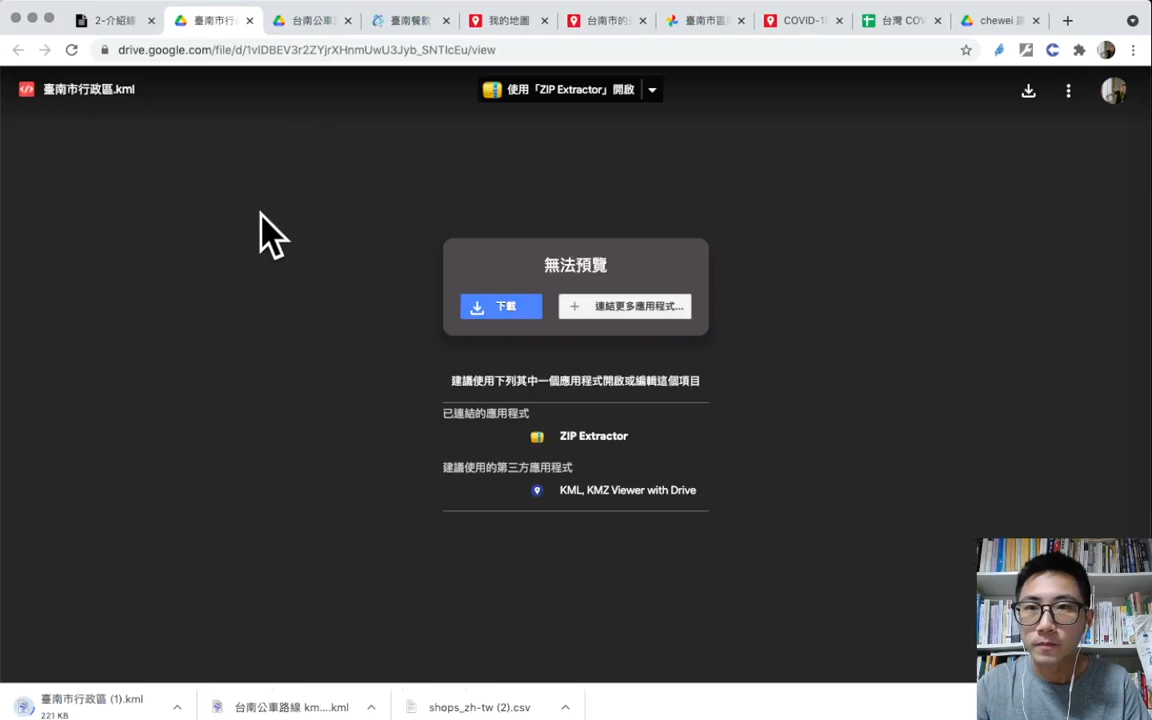 2-介紹線
臺南市行政
台南公車
臺南餐飲
我的地圖
台南市的
臺南市區
COVID-1
台灣 COV
chewei
drive.google.com/file/d/1vlDBEV3r2ZYjrXHnmUwU3Jyb_SNTIcEu/view
臺南市行政區.kml
使用「ZIP Extractor」開啟
無法預覽
下載
連結更多應用程式...
建議使用下列其中一個應用程式開啟或編輯這個項目
已連結的應用程式
ZIP Extractor
建議使用的第三方應用程式
KML, KMZ Viewer with Drive
臺南市行政區 (1).kml
221 KB
台南公車路線 km....kml
shops_zh-tw (2).csv